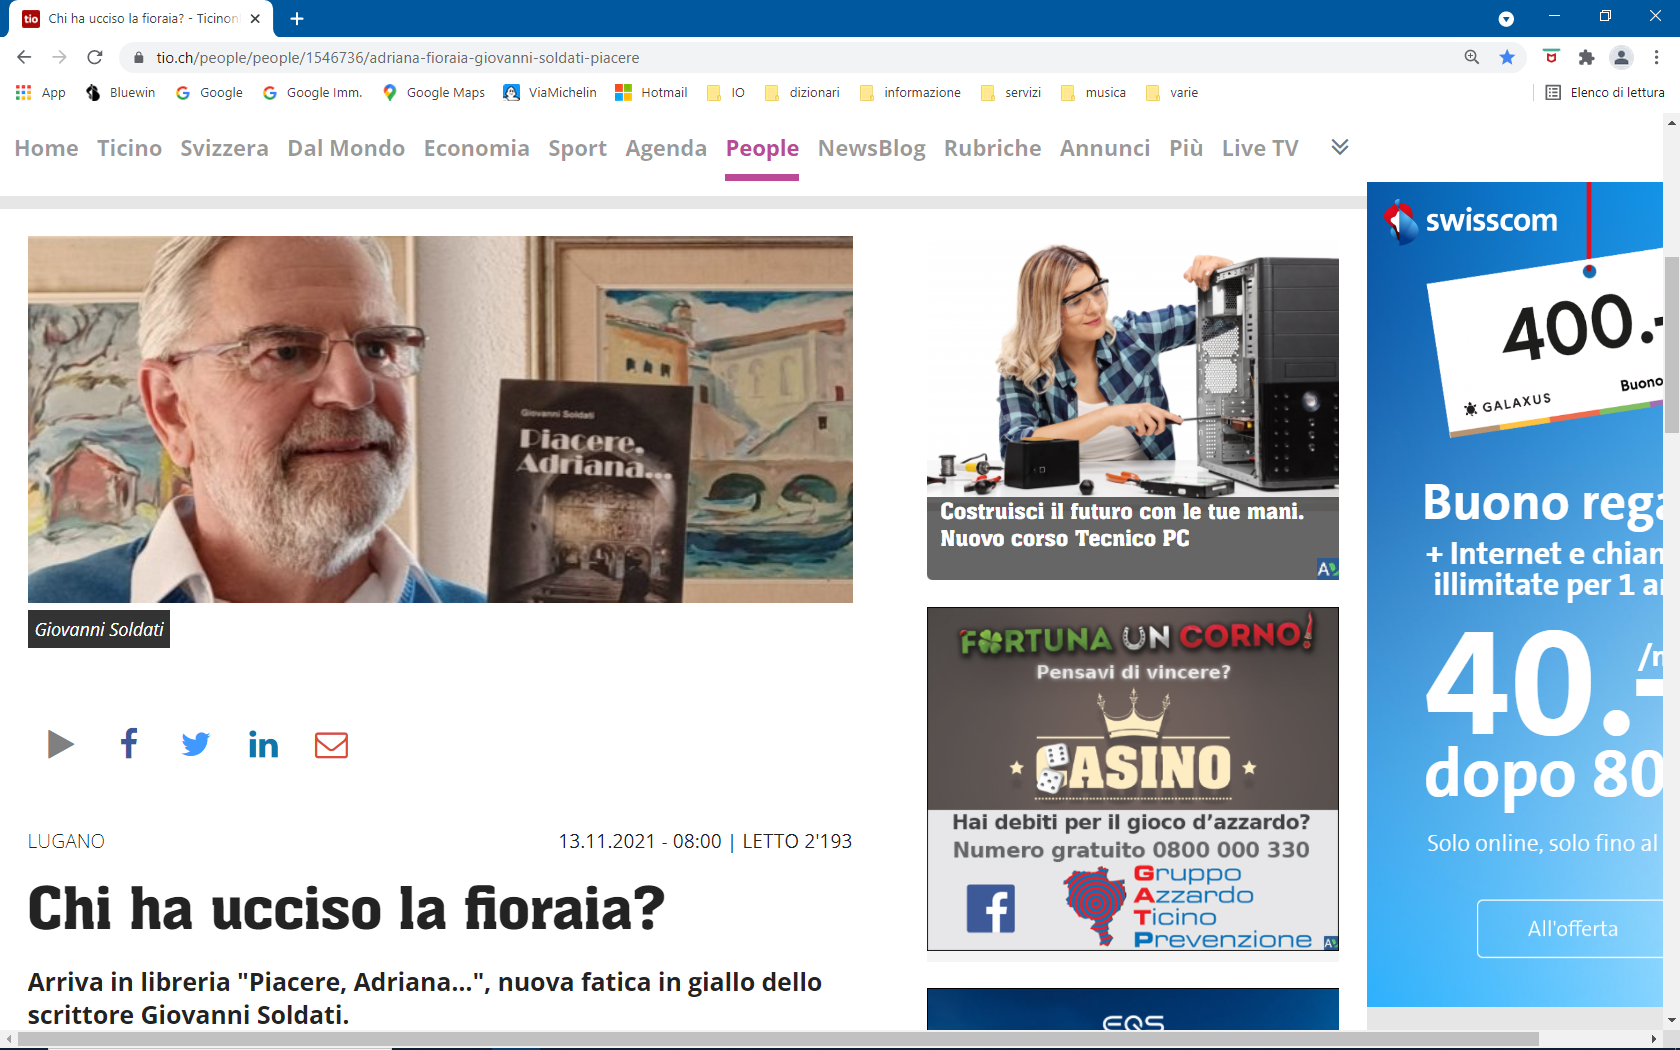 tio Chi ha ucciso la fioraia? - Ticinon
tio.ch/people/people/1546736/adriana-fioraia-giovanni-soldati-piacere
App Bluewin Google Google Imm. Google Maps ViaMichelin Hotmail IO dizionari informazione servizi musica varie Elenco di lettura
Home Ticino Svizzera Dal Mondo Economia Sport Agenda People NewsBlog Rubriche Annunci Più Live TV
Giovanni Soldati
Piacere,
Adriana...
Giovanni Soldati
LUGANO 13.11.2021 - 08:00 | LETTO 2'193
Chi ha ucciso la fioraia?
Arriva in libreria "Piacere, Adriana...", nuova fatica in giallo dello
scrittore Giovanni Soldati.
Costruisci il futuro con le tue mani.
Nuovo corso Tecnico PC
FORTUNA UN CORNO!
Pensavi di vincere?
CASINO
Hai debiti per il gioco d'azzardo?
Numero gratuito 0800 000 330
Gruppo
Azzardo
Ticino
Prevenzione
EQS
swisscom
400.-
Buono
GALAXUS
Buono rega
+ Internet e chiam
illimitate per 1 an
40.-
/m
dopo 80
Solo online, solo fino al
All'offerta